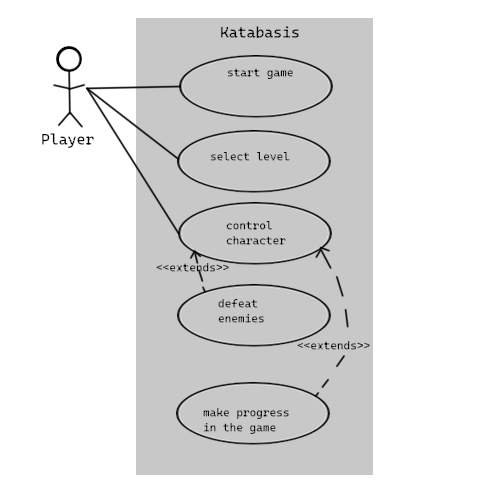 Katabasis
start game
Player
select level
control
character
<<extends>>
defeat
enemies
<<extends>>
make progress
in the game